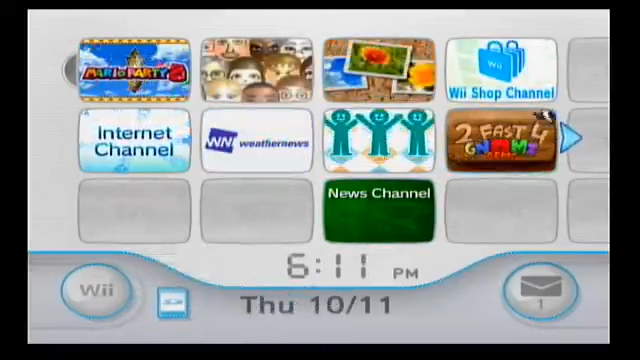 MARIO PARTY 8
Wii
Wii Shop Channel
Internet
Channel
WN weathernews
2 FAST 4
GNOMZ
News Channel
6:11 PM
Wii
Thu 10/11
1